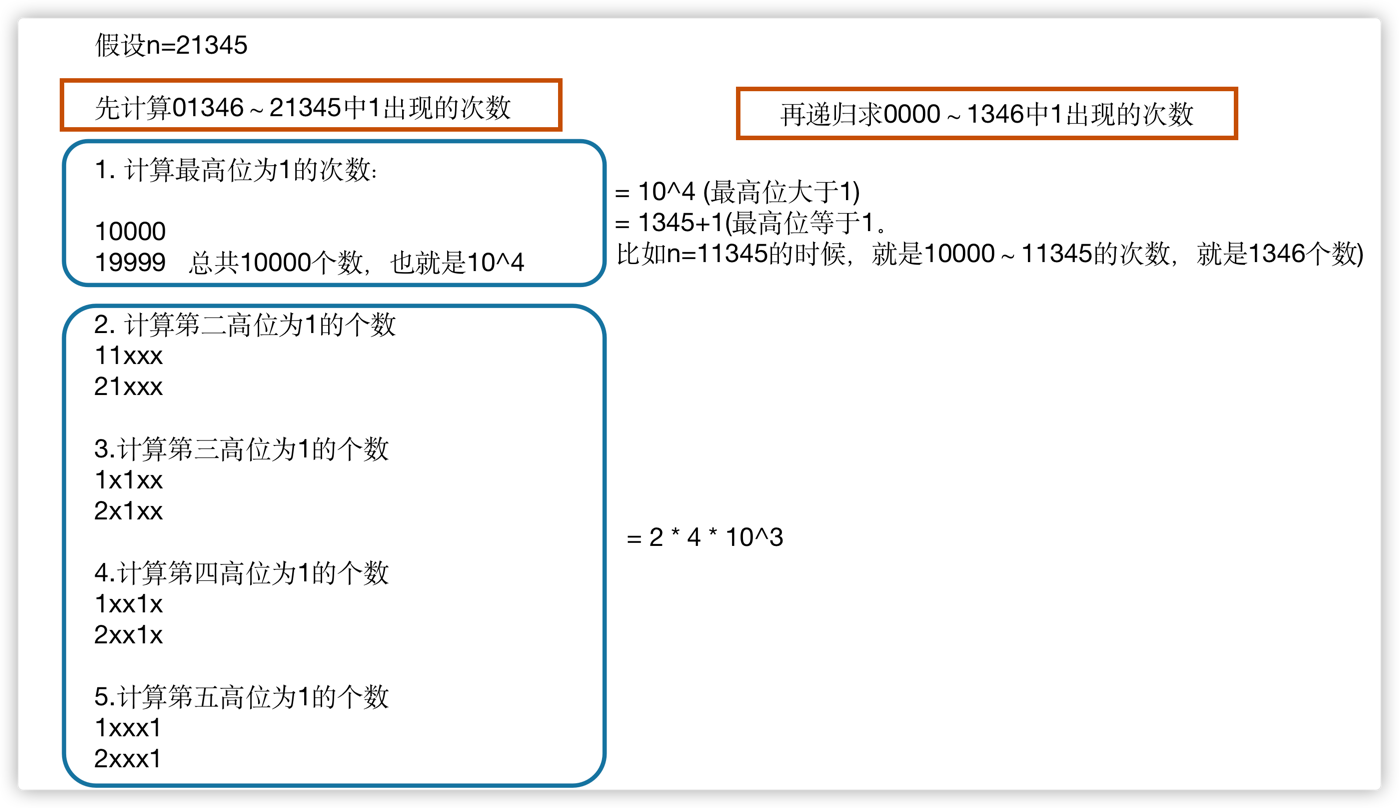 假设n=21345
先计算01346～21345中1出现的次数
再递归求0000～1346中1出现的次数
1. 计算最高位为1的次数:
10000
19999 总共10000个数，也就是10^4
= 10^4 (最高位大于1)
= 1345+1(最高位等于1。
比如n=11345的时候，就是10000～11345的次数，就是1346个数)
2. 计算第二高位为1的个数
11xxx
21xxx
3.计算第三高位为1的个数
1x1xx
2x1xx
4.计算第四高位为1的个数
1xx1x
2xx1x
5.计算第五高位为1的个数
1xxx1
2xxx1
= 2 * 4 * 10^3